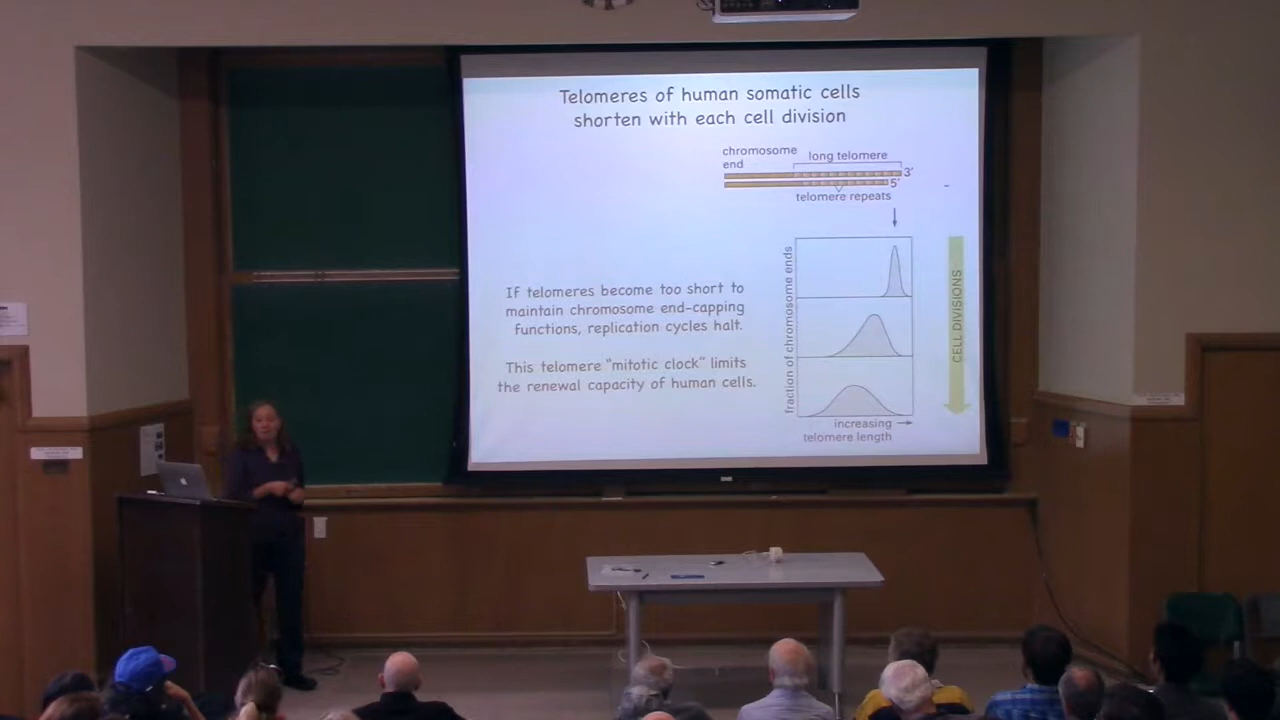 Telomeres of human somatic cells
shorten with each cell division
chromosome
end
long telomere
3'
5'
telomere repeats
If telomeres become too short to
maintain chromosome end-capping
functions, replication cycles halt.
This telomere "mitotic clock" limits
the renewal capacity of human cells.
fraction of chromosome ends
CELL DIVISIONS
increasing →
telomere length